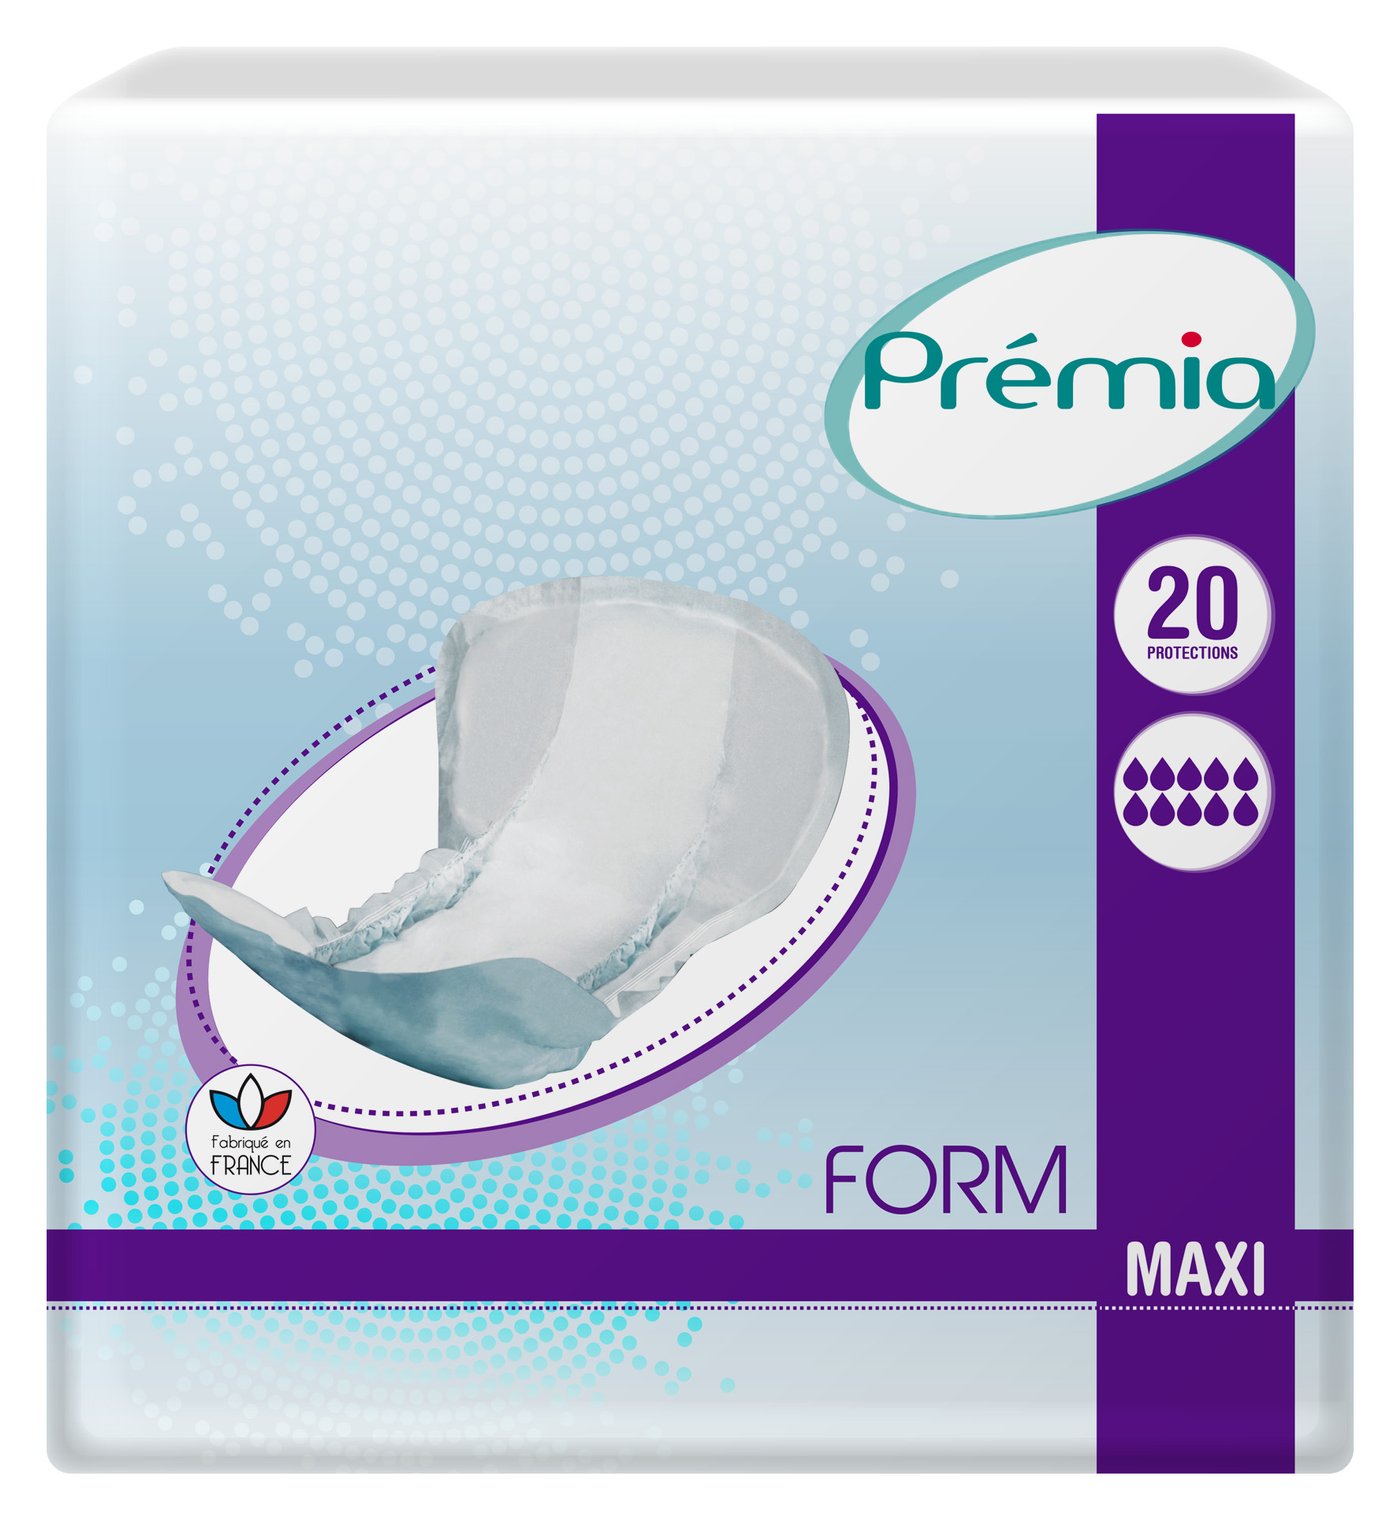 Prémia
20
PROTECTIONS
Fabriqué en
FRANCE
FORM
MAXI